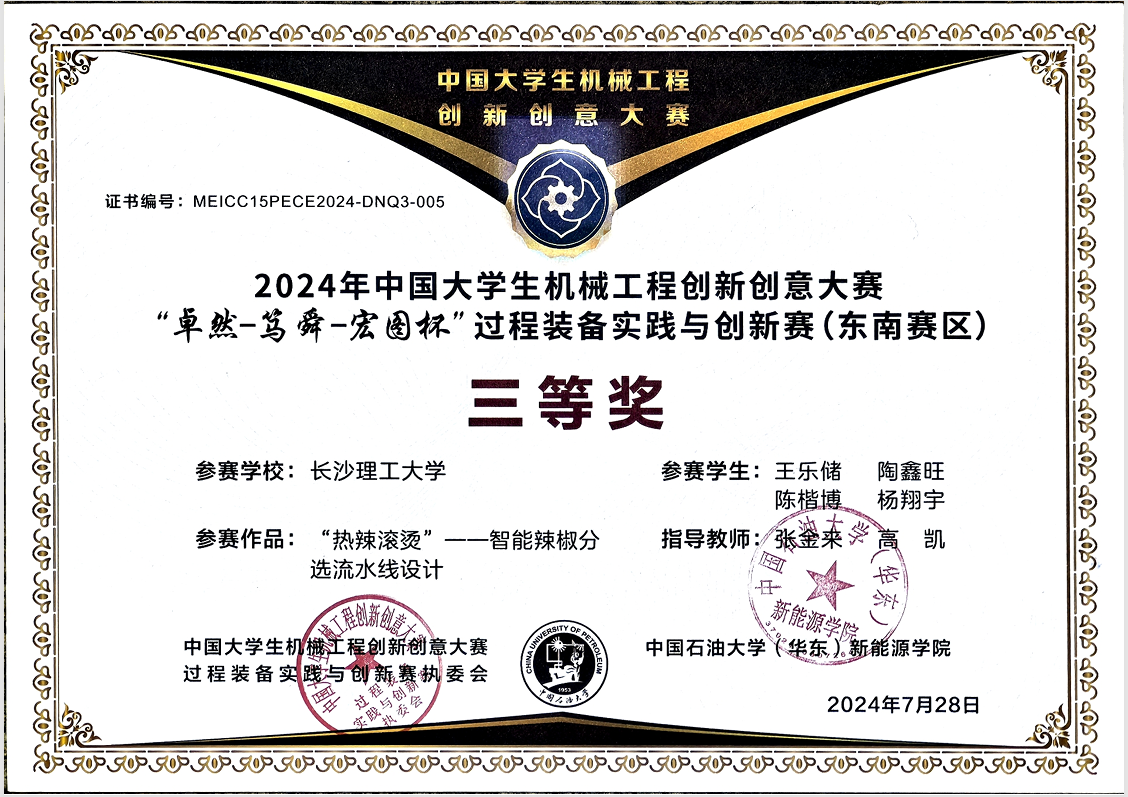 中国大学生机械工程
创新创意大赛
证书编号：MEICC15PECE2024-DNQ3-005
2024年中国大学生机械工程创新创意大赛
“卓然-笃舜-宏图杯”过程装备实践与创新赛（东南赛区）
三等奖
参赛学校：长沙理工大学
参赛学生：王乐储 陶鑫旺
陈楷博 杨翔宇
参赛作品：“热辣滚烫”——智能辣椒分
选流水线设计
指导教师：张金来 高 凯
中国石油大学（华东）
新能源学院
中国大学生机械工程创新创意大赛
过程装备
实践与创新赛
执委会
中国大学生机械工程创新创意大赛
过程装备实践与创新赛执委会
CHINA UNIVERSITY OF PETROLEUM
1953
中国石油大学
中国石油大学（华东）新能源学院
2024年7月28日